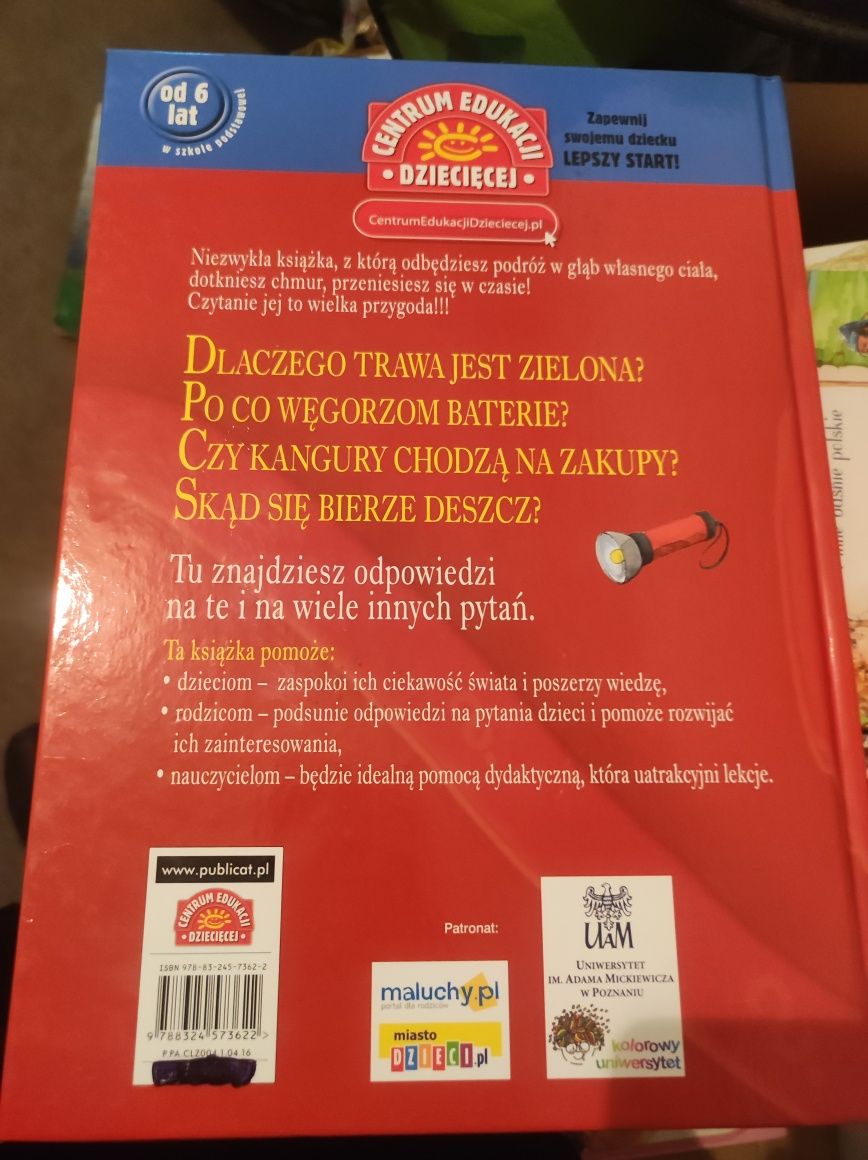 od 6
lat
w szkole podstawowej
CENTRUM EDUKACJI
• DZIECIĘCEJ •
CentrumEdukacjiDzieciecej.pl
Zapewnij
swojemu dziecku
LEPSZY START!
Niezwykła książka, z którą odbędziesz podróż w głąb własnego ciała,
dotkniesz chmur, przeniesiesz się w czasie!
Czytanie jej to wielka przygoda!!!
DLACZEGO TRAWA JEST ZIELONA?
PO CO WĘGORZOM BATERIE?
CZY KANGURY CHODZĄ NA ZAKUPY?
SKĄD SIĘ BIERZE DESZCZ?
Tu znajdziesz odpowiedzi
na te i na wiele innych pytań.
Ta książka pomoże:
• dzieciom – zaspokoi ich ciekawość świata i poszerzy wiedzę,
• rodzicom – podsunie odpowiedzi na pytania dzieci i pomoże rozwijać
ich zainteresowania,
• nauczycielom – będzie idealną pomocą dydaktyczną, która uatrakcyjni lekcje.
www.publicat.pl
CENTRUM EDUKACJI
• DZIECIĘCEJ •
ISBN 978-83-245-7362-2
9 788324 573622 >
Patronat:
maluchy.pl
portal dla rodziców
miasto
DZIECI.pl
UAM
UNIWERSYTET
IM. ADAMA MICKIEWICZA
W POZNANIU
kolorowy
uniwersytet
polskie